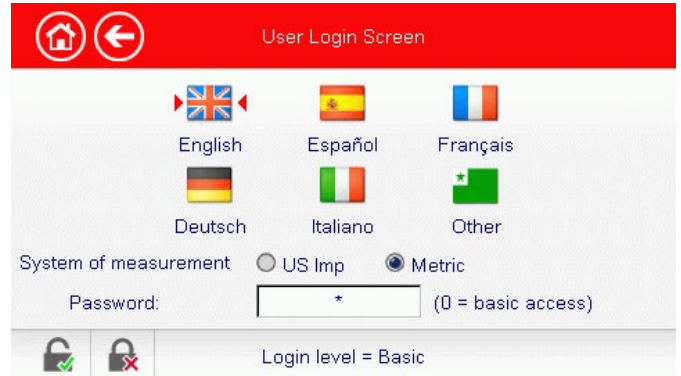 User Login Screen
English Español Français
Deutsch Italiano Other
System of measurement US Imp Metric
Password: * (0 = basic access)
Login level = Basic